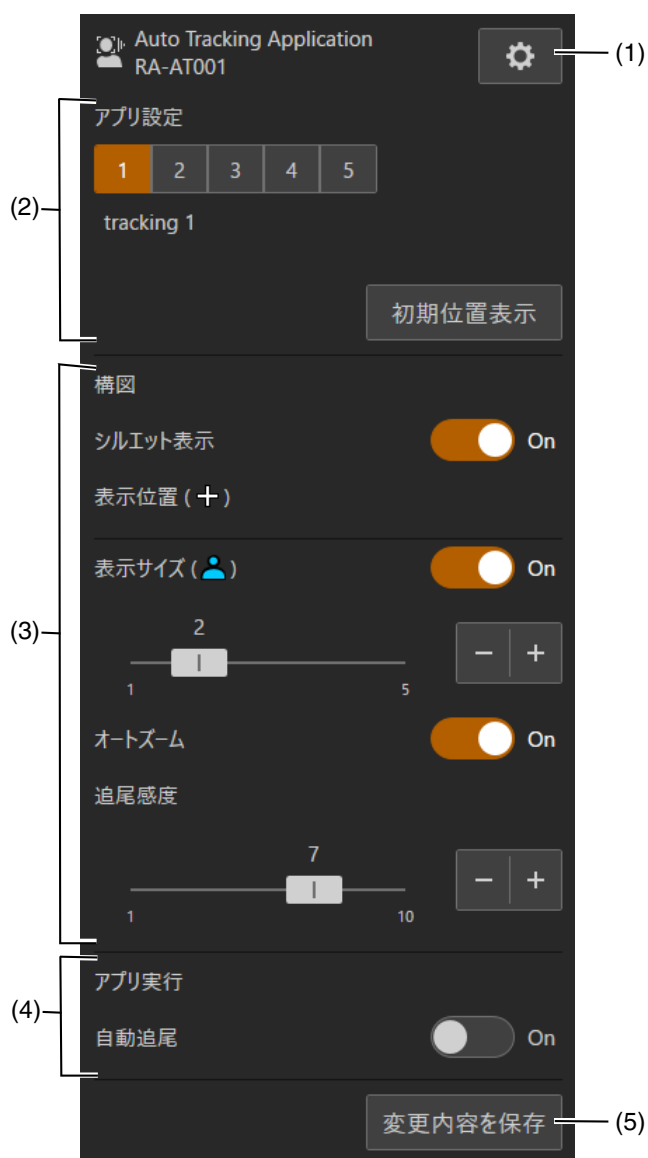 Auto Tracking Application
RA-AT001
(1)
アプリ設定
1 2 3 4 5
(2)
tracking 1
初期位置表示
構図
シルエット表示 On
表示位置 ( + )
表示サイズ ( ) On
(3)
2
− +
1 5
オートズーム On
追尾感度
7
− +
1 10
アプリ実行
(4)
自動追尾 On
変更内容を保存
(5)